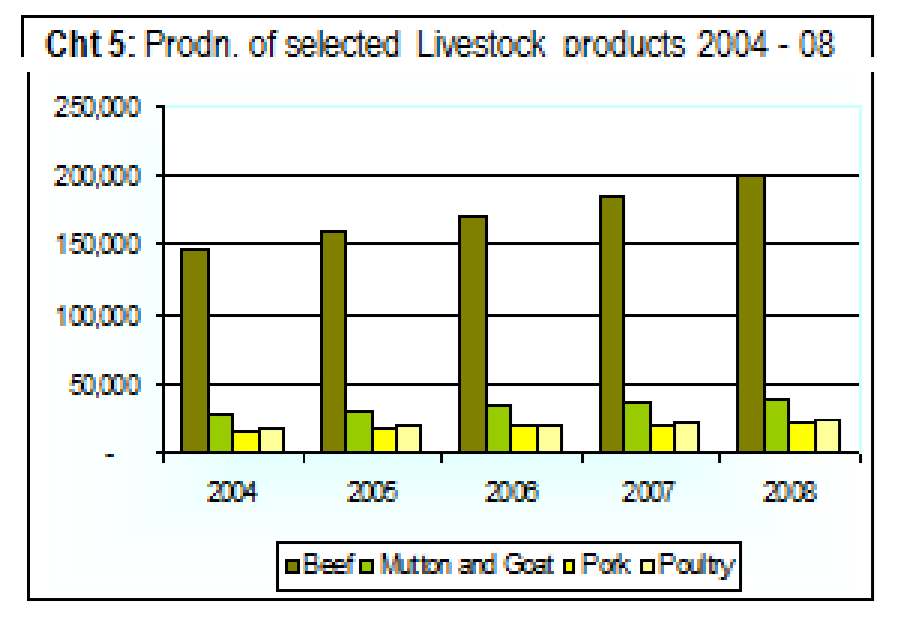 Cht 5: Prodn. of selected Livestock products 2004 - 08
250,000
200,000
150,000
100,000
50,000
-
2004 2005 2006 2007 2008
Beef Mutton and Goat Pork Poultry